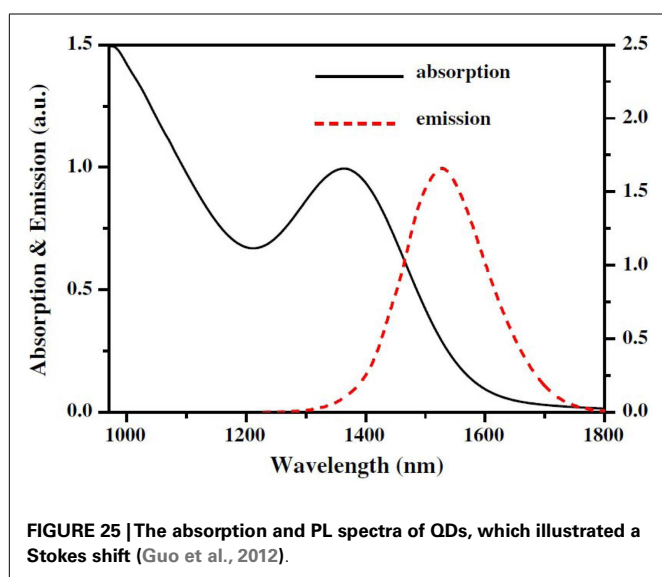 1.5
2.5
absorption
emission
2.0
1.0
1.5
1.0
0.5
0.5
0.0
0.0
1000 1200 1400 1600 1800
Absorption & Emission (a.u.)
Wavelength (nm)
FIGURE 25 | The absorption and PL spectra of QDs, which illustrated a
Stokes shift (Guo et al., 2012).